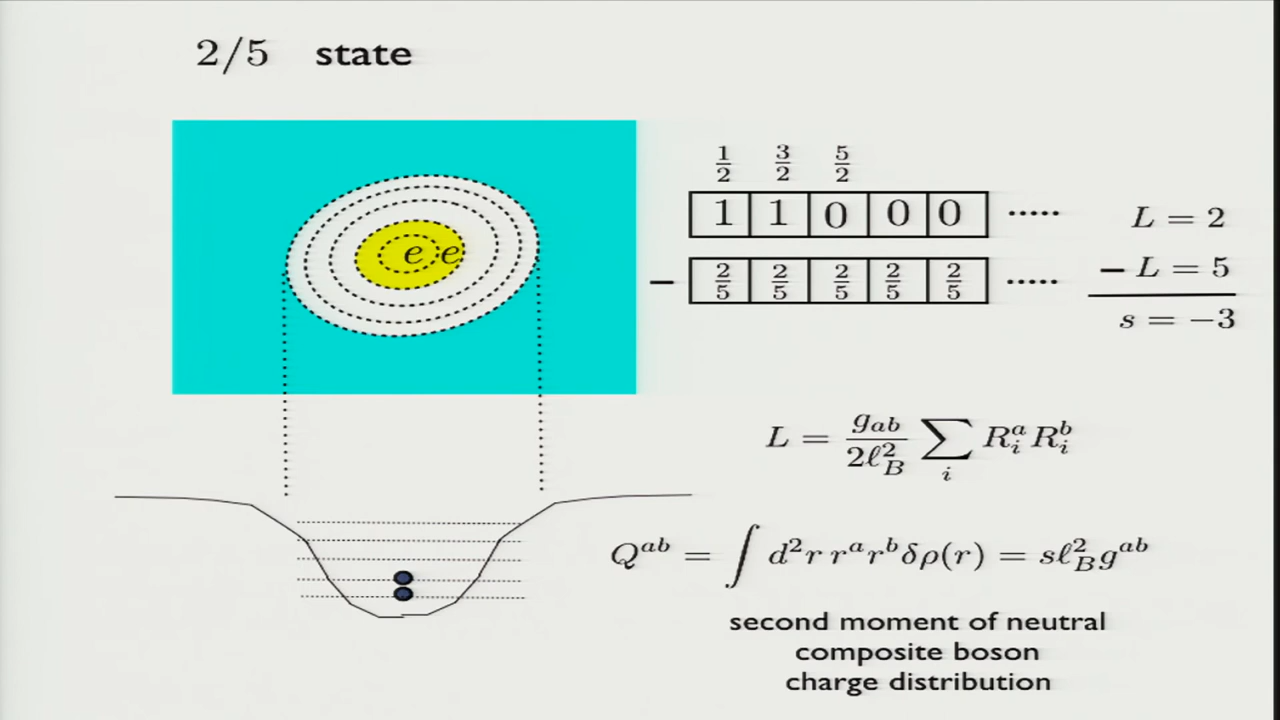 2/5 state
1/2 3/2 5/2
1 1 0 0 0 ..... L = 2
− 2/5 2/5 2/5 2/5 2/5 ..... − L = 5
s = −3
e e
L = g_{ab}/2ℓ_B^2 ∑_i R_i^a R_i^b
Q^{ab} = ∫ d^2r r^a r^b δρ(r) = sℓ_B^2 g^{ab}
second moment of neutral
composite boson
charge distribution